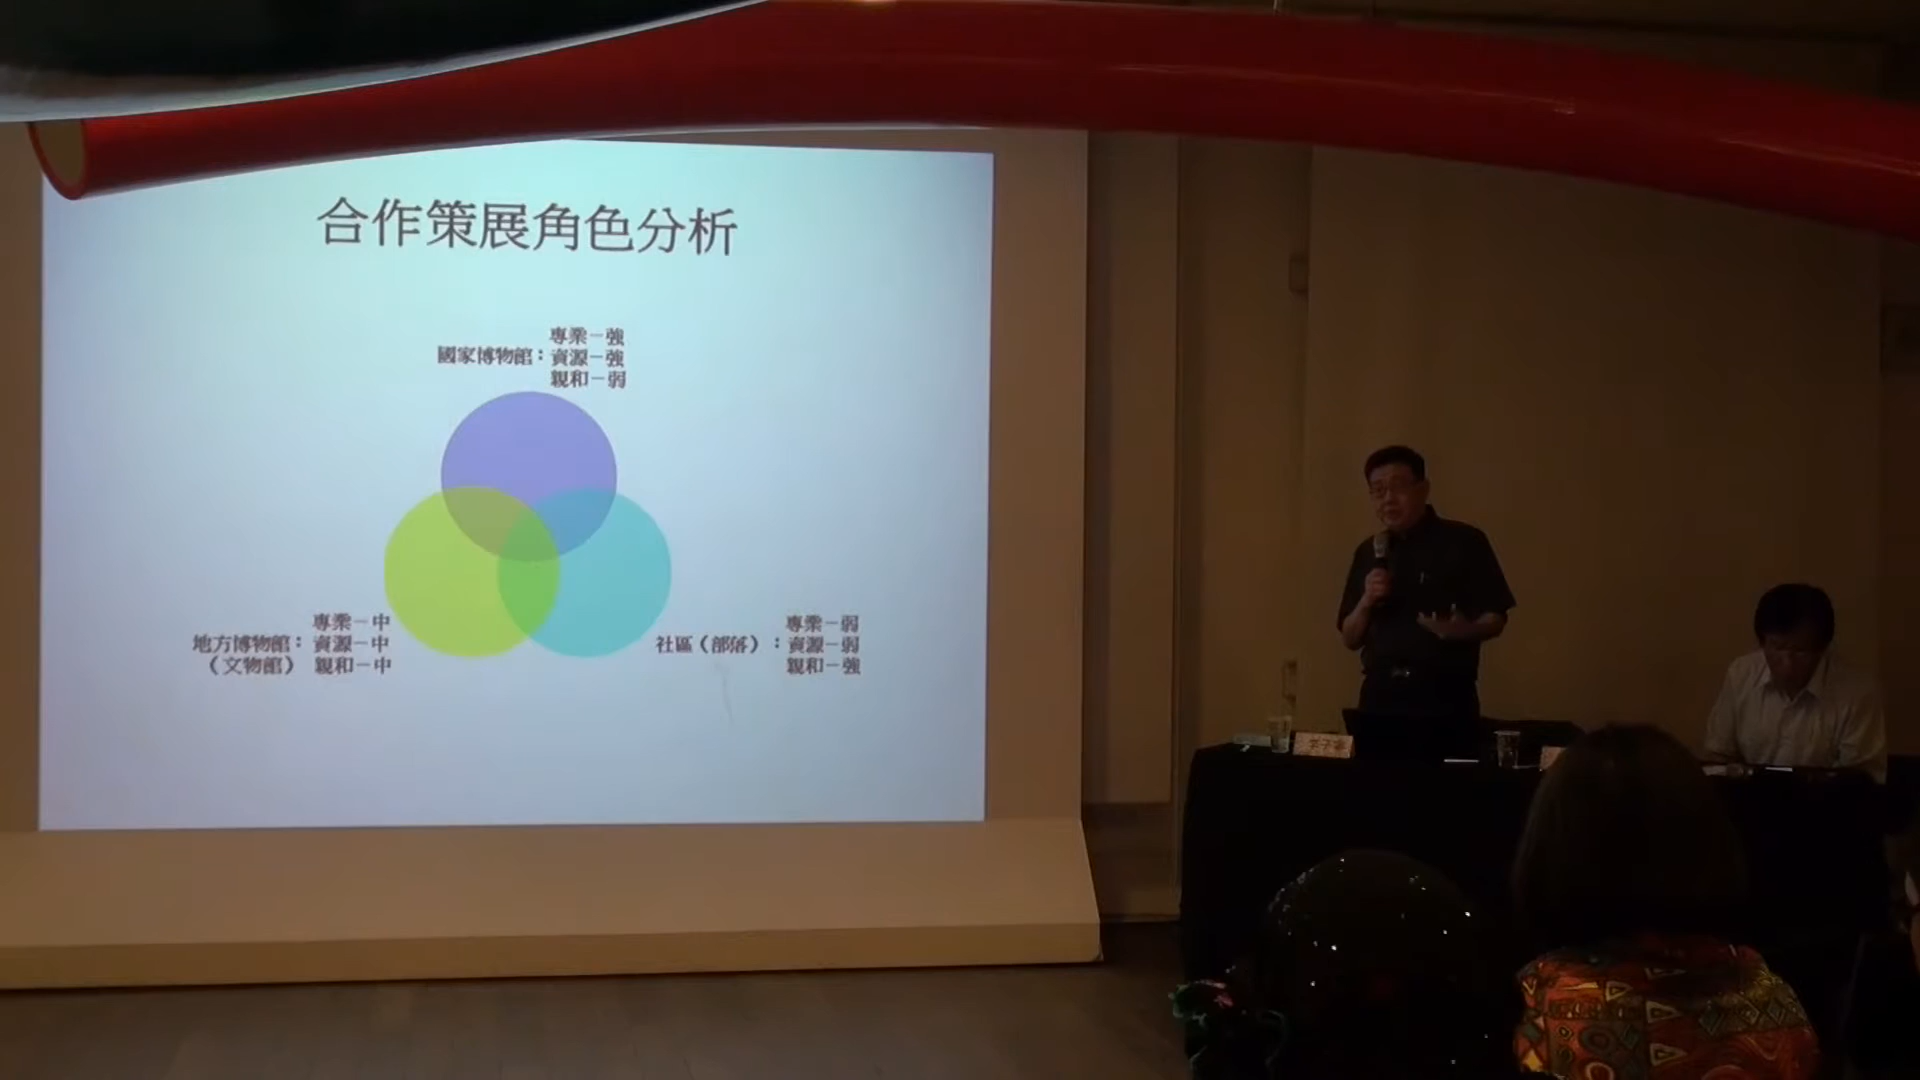 合作策展角色分析
專業－強
國家博物館：資源－強
親和－弱
專業－中
地方博物館：資源－中
（文物館） 親和－中
專業－弱
社區（部落）：資源－弱
親和－強